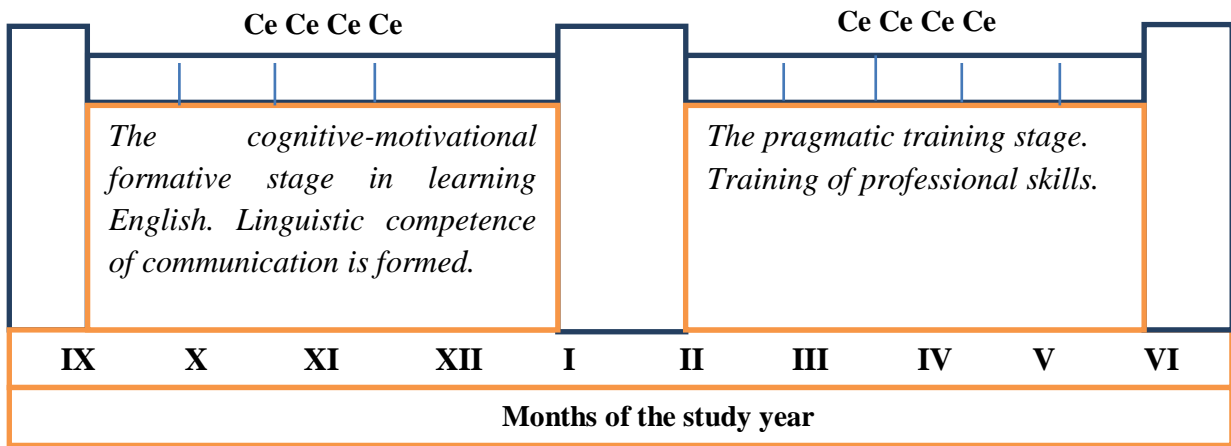 Ce Ce Ce Ce
Ce Ce Ce Ce
The cognitive-motivational
formative stage in learning
English. Linguistic competence
of communication is formed.
The pragmatic training stage.
Training of professional skills.
IX X XI XII I II III IV V VI
Months of the study year